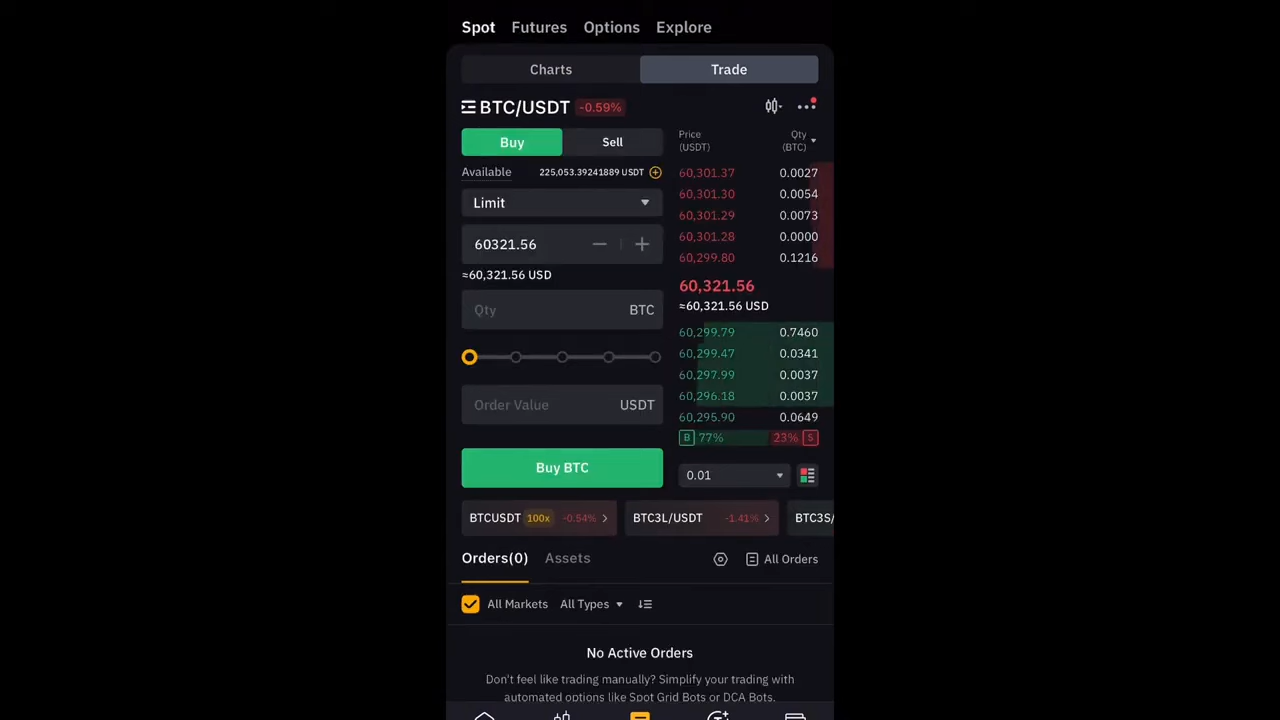 Spot Futures Options Explore
Charts Trade
BTC/USDT -0.59%
Buy Sell
Available 225,053.39241889 USDT
Limit
60321.56
≈60,321.56 USD
Qty BTC
Order Value USDT
Buy BTC
Price (USDT) Qty (BTC)
60,301.37 0.0027
60,301.30 0.0054
60,301.29 0.0073
60,301.28 0.0000
60,299.80 0.1216
60,321.56
≈60,321.56 USD
60,299.79 0.7460
60,299.47 0.0341
60,297.99 0.0037
60,296.18 0.0037
60,295.90 0.0649
B 77% 23% S
0.01
BTCUSDT 100x -0.54% BTC3L/USDT -1.41% BTC3S/
Orders(0) Assets All Orders
All Markets All Types
No Active Orders
Don't feel like trading manually? Simplify your trading with
automated options like Spot Grid Bots or DCA Bots.